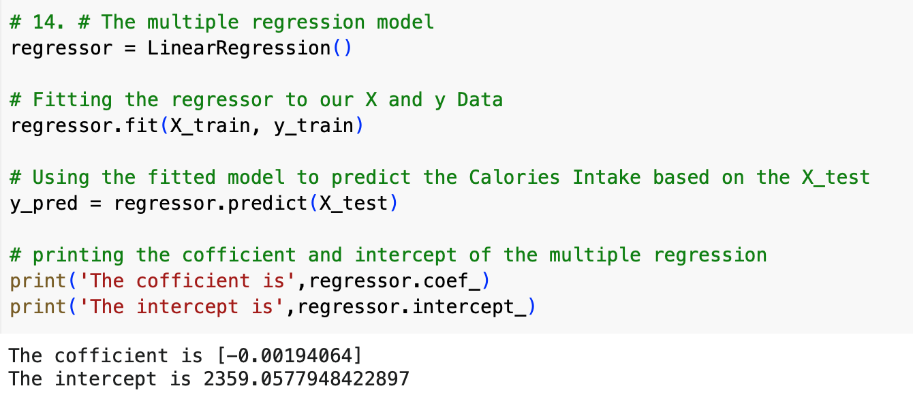 # 14. # The multiple regression model
regressor = LinearRegression()
# Fitting the regressor to our X and y Data
regressor.fit(X_train, y_train)
# Using the fitted model to predict the Calories Intake based on the X_test
y_pred = regressor.predict(X_test)
# printing the cofficient and intercept of the multiple regression
print('The cofficient is',regressor.coef_)
print('The intercept is',regressor.intercept_)
The cofficient is [-0.00194064]
The intercept is 2359.0577948422897